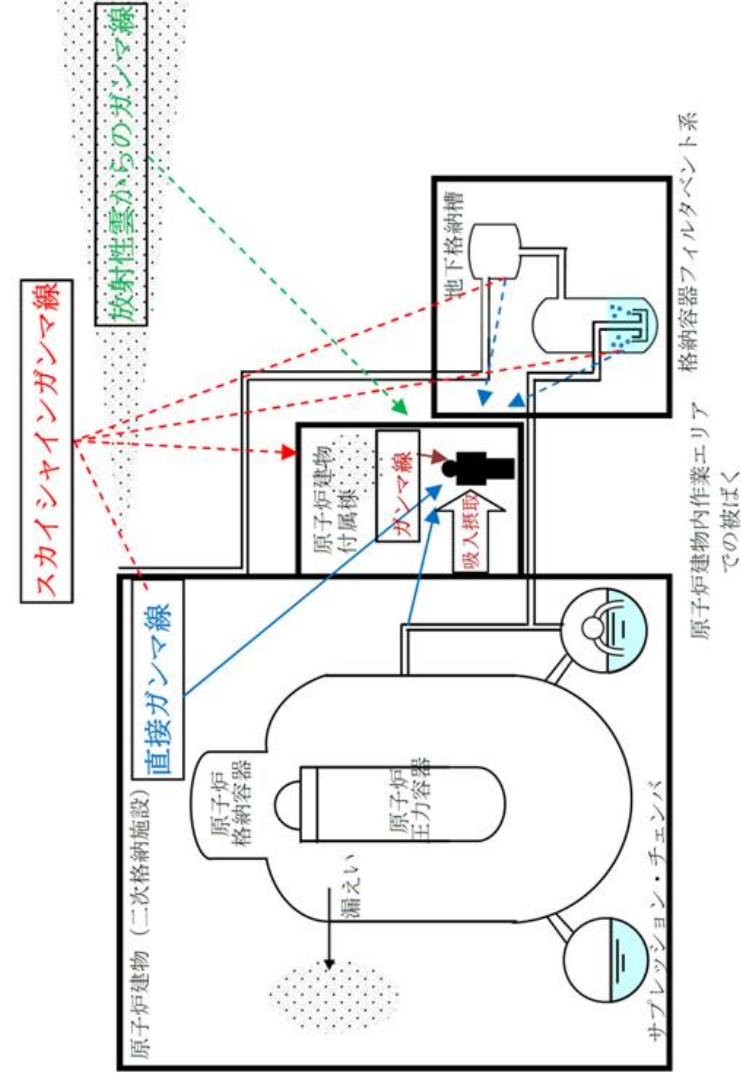 スカイシャインガンマ線
放射性雲からのガンマ線
原子炉建物（二次格納施設）
直接ガンマ線
原子炉建物
付属棟
ガンマ線
吸入摂取
地下格納槽
原子炉
格納容器
原子炉
圧力容器
漏えい
サプレッション・チェンバ
格納容器フィルタベント系
原子炉建物内作業エリア
での被ばく